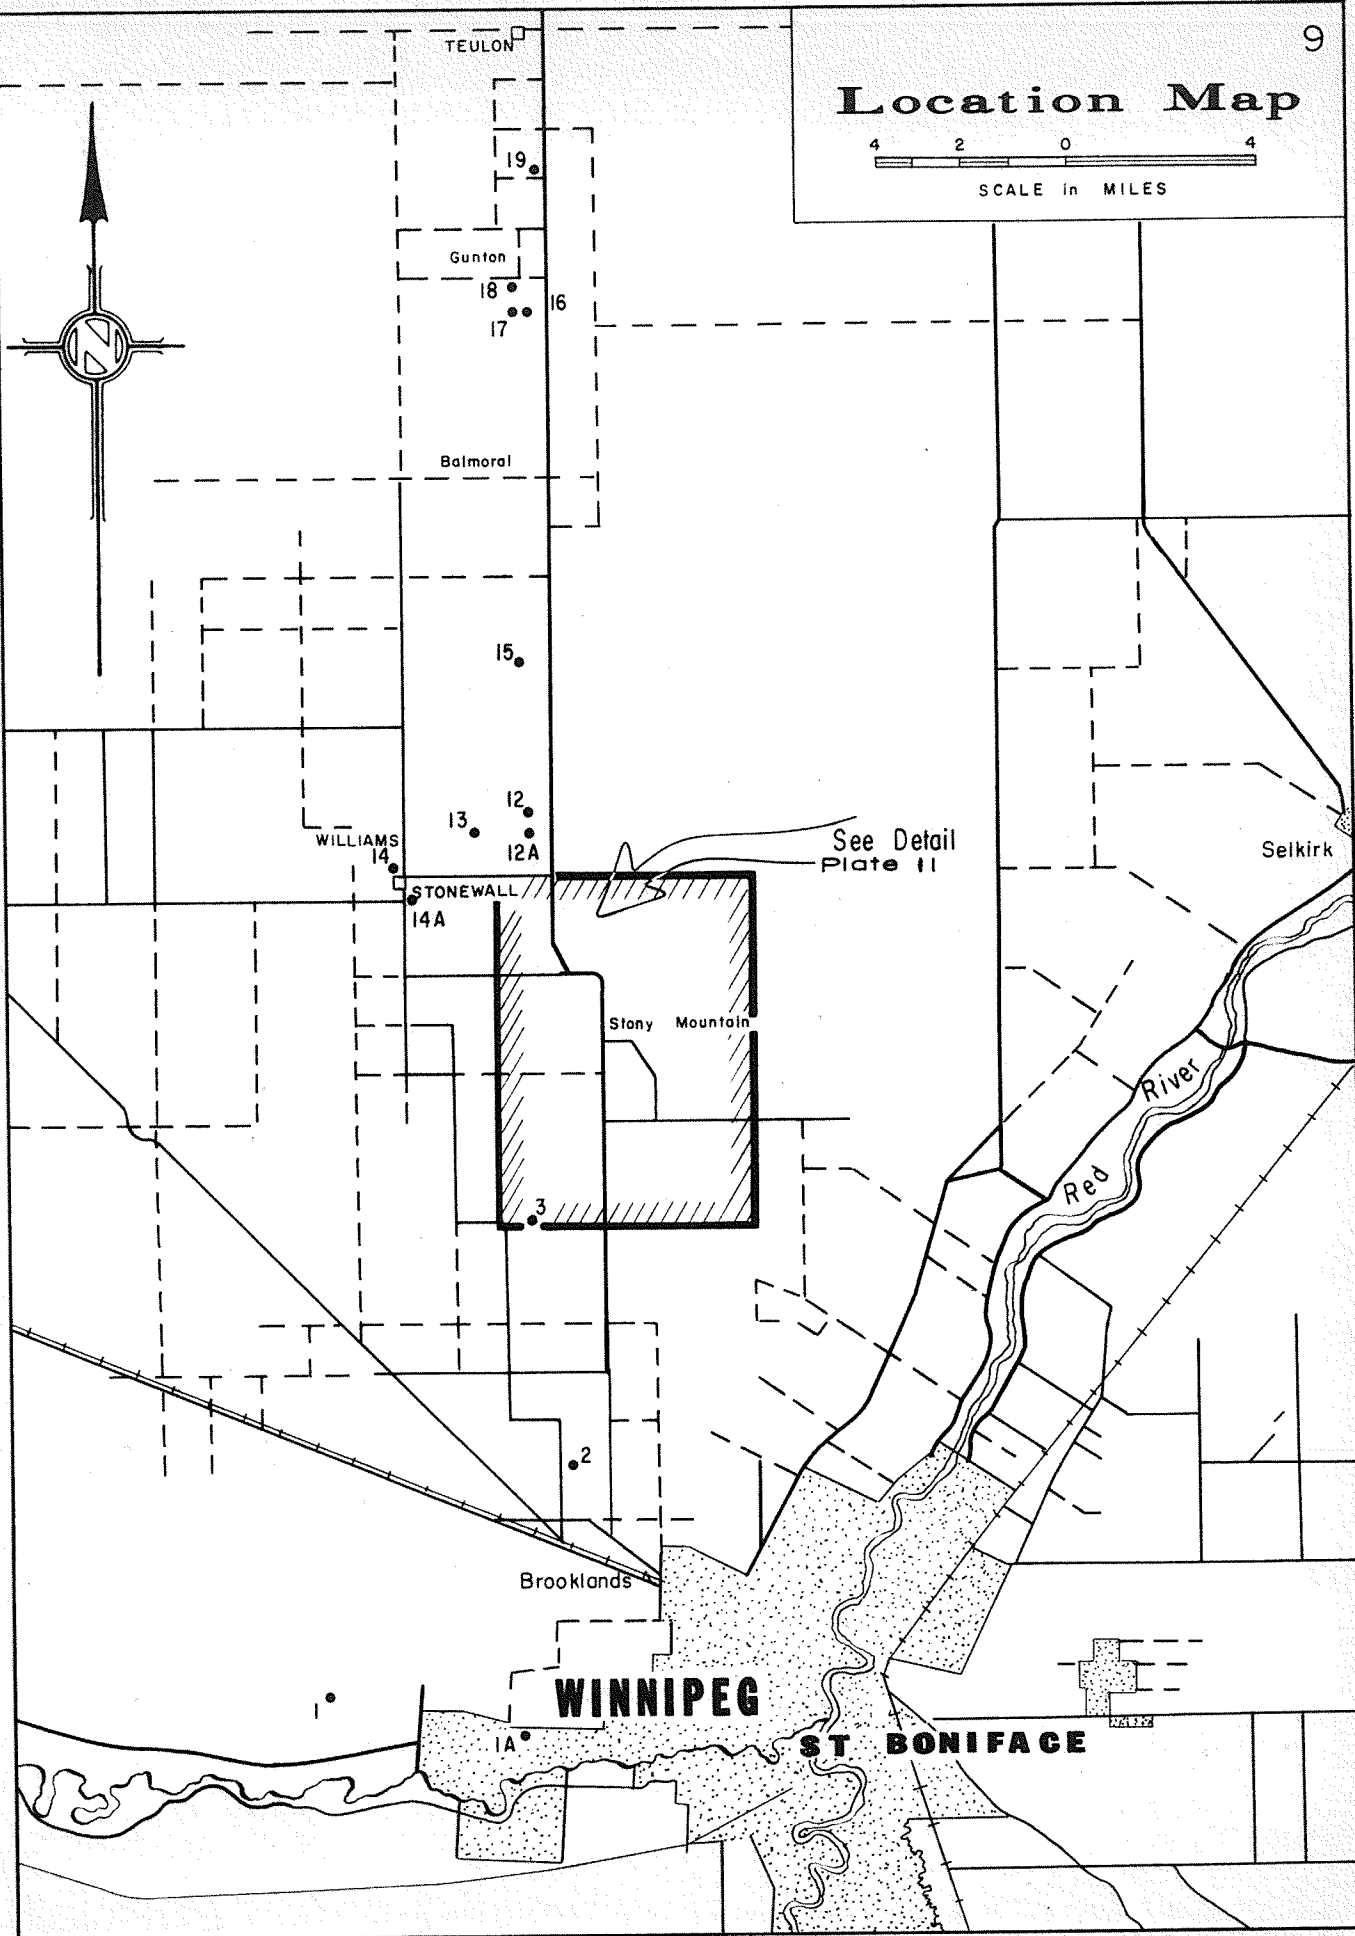 9
Location Map
4 2 0 4
SCALE in MILES
TEULON
19
Gunton
18
16
17
N
Balmoral
15
12
13
12A
WILLIAMS
14
STONEWALL
14A
See Detail
Plate 11
Selkirk
Stony Mountain
River
Red
3
2
Brooklands
WINNIPEG
1
1A
ST BONIFACE